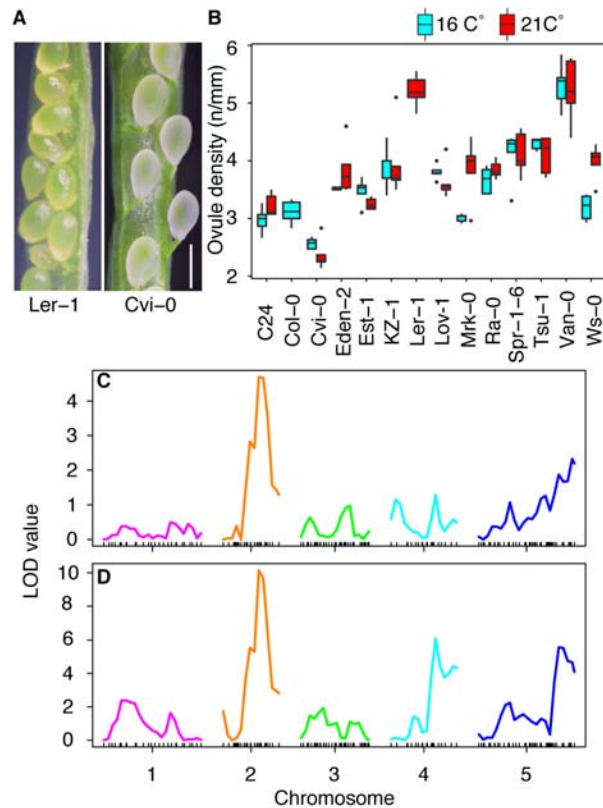 A
Ler-1
Cvi-0
B
16 C° 21C°
Ovule density (n/mm)
6
5
4
3
2
C24
Col-0
Cvi-0
Eden-2
Est-1
KZ-1
Ler-1
Lov-1
Mrk-0
Ra-0
Spr-1-6
Tsu-1
Van-0
Ws-0
LOD value
C
4
3
2
1
0
D
10
8
6
4
2
0
1 2 3 4 5
Chromosome